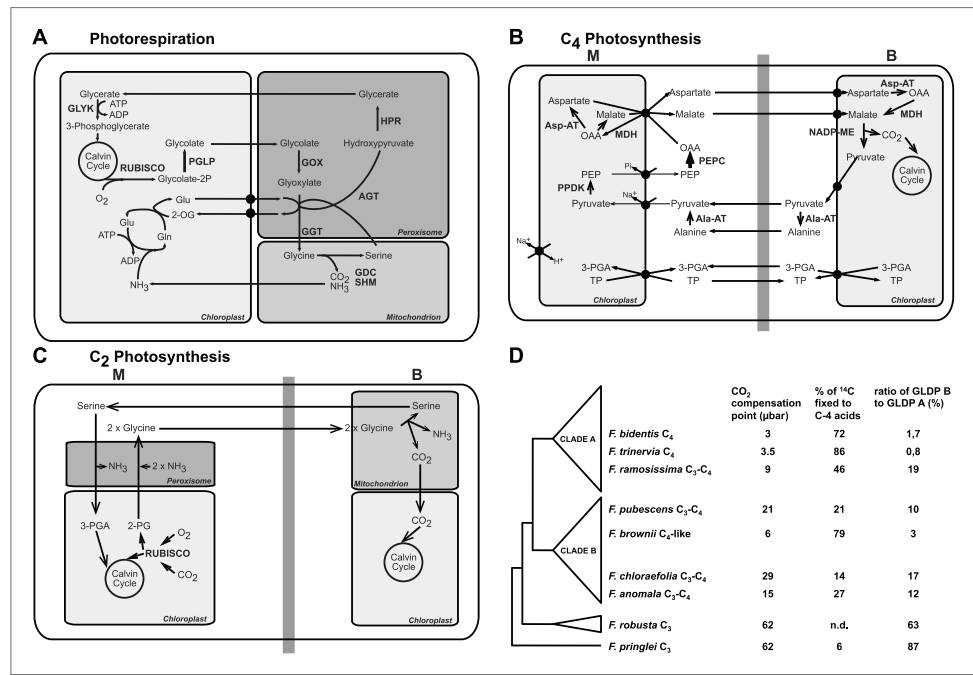 A Photorespiration
Glycerate
Glycerate
GLYK
ATP
ADP
HPR
3-Phosphoglycerate
Glycolate
Glycolate
Hydroxypyruvate
Calvin
Cycle
RUBISCO
PGLP
GOX
Glycolate-2P
O2
Glyoxylate
Glu
AGT
2-OG
Glu
Gln
ATP
GGT
Peroxisome
ADP
Glycine
Serine
GDC
SHM
CO2
NH3
NH3
Chloroplast
Mitochondrion
B C4 Photosynthesis
M
B
Asp-AT
Aspartate
Aspartate
Aspartate
OAA
Malate
Malate
Malate
MDH
Asp-AT
OAA
MDH
NADP-ME
CO2
OAA
PEPC
Pyruvate
PEP
Pi
PEP
Calvin
Cycle
PPDK
Na+
Pyruvate
Pyruvate
Pyruvate
Ala-AT
Ala-AT
Alanine
Alanine
Na+
H+
3-PGA
3-PGA
3-PGA
3-PGA
TP
TP
TP
TP
Chloroplast
Chloroplast
C C2 Photosynthesis
M
B
Serine
Serine
2 x Glycine
2 x Glycine
NH3
NH3
2 x NH3
CO2
Peroxisome
Mitochondrion
3-PGA
2-PG
O2
CO2
RUBISCO
Calvin
Cycle
CO2
Calvin
Cycle
Chloroplast
Chloroplast
D
CO2
compensation
point (µbar)
% of 14C
fixed to
C-4 acids
ratio of GLDP B
to GLDP A (%)
CLADE A
F. bidentis C4 3 72 1,7
F. trinervia C4 3.5 86 0,8
F. ramosissima C3-C4 9 46 19
F. pubescens C3-C4 21 21 10
CLADE B
F. brownii C4-like 6 79 3
F. chloraefolia C3-C4 29 14 17
F. anomala C3-C4 15 27 12
F. robusta C3 62 n.d. 63
F. pringlei C3 62 6 87